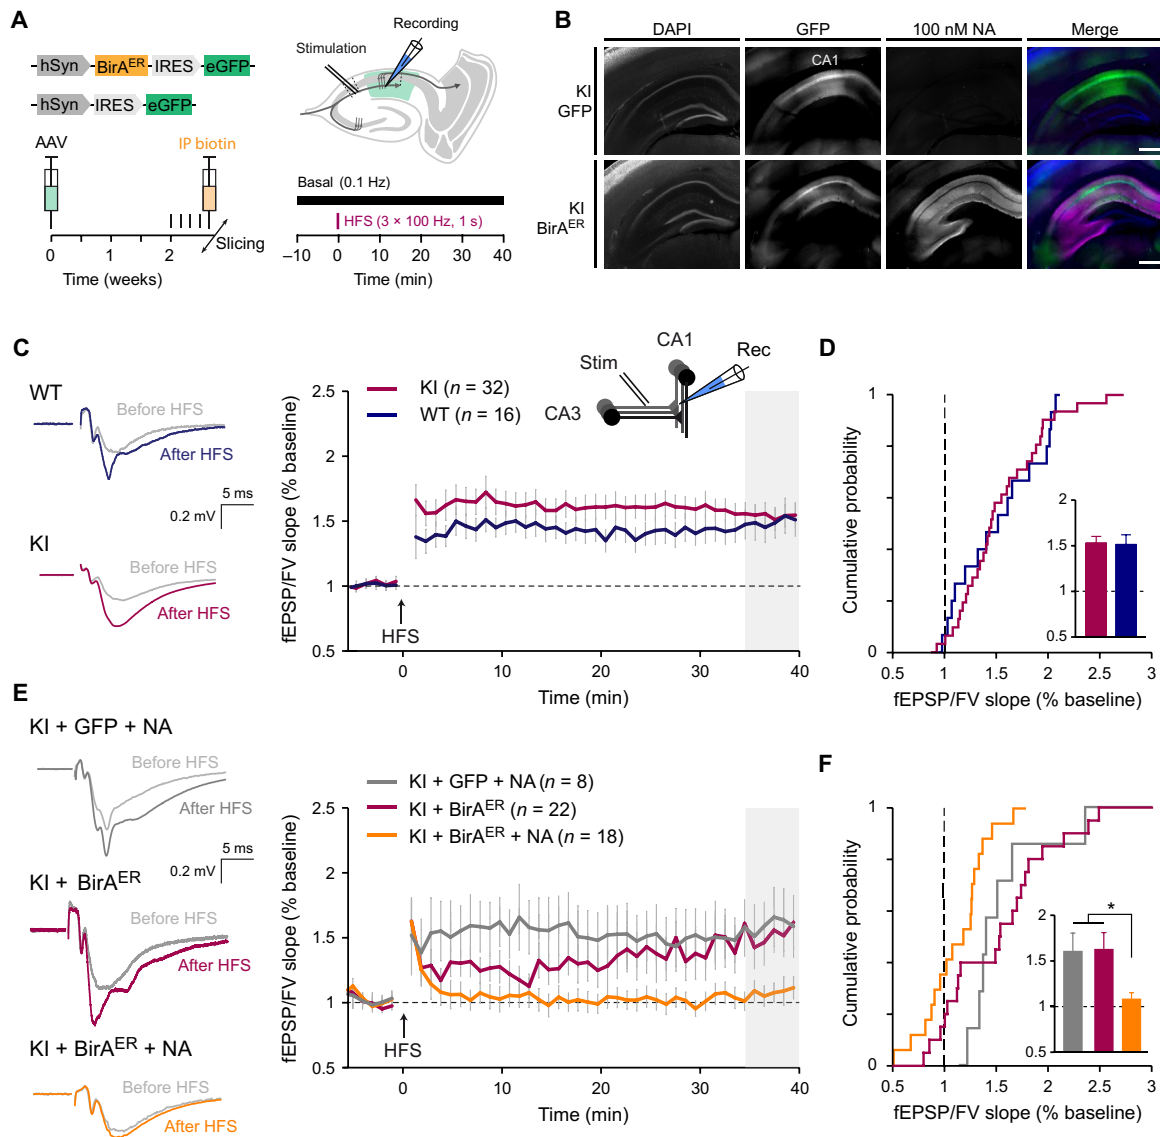 A
hSyn BirA^ER IRES eGFP
hSyn IRES eGFP
AAV
IP biotin
Slicing
0 1 2
Time (weeks)
Recording
Stimulation
Basal (0.1 Hz)
HFS (3 × 100 Hz, 1 s)
–10 0 10 20 30 40
Time (min)
B
DAPI GFP 100 nM NA Merge
KI
GFP
CA1
KI
BirA^ER
C
WT
Before HFS
After HFS
5 ms
0.2 mV
KI
Before HFS
After HFS
fEPSP/FV slope (% baseline)
2.5
2
1.5
1
0.5
KI (n = 32)
WT (n = 16)
HFS
0 10 20 30 40
Time (min)
CA1
Stim
Rec
CA3
D
Cumulative probability
1
0
0.5 1 1.5 2 2.5 3
fEPSP/FV slope (% baseline)
2
1.5
1
0.5
E
KI + GFP + NA
Before HFS
After HFS
5 ms
0.2 mV
KI + BirA^ER
Before HFS
After HFS
KI + BirA^ER + NA
Before HFS
After HFS
fEPSP/FV slope (% baseline)
2.5
2
1.5
1
0.5
KI + GFP + NA (n = 8)
KI + BirA^ER (n = 22)
KI + BirA^ER + NA (n = 18)
HFS
0 10 20 30 40
Time (min)
F
Cumulative probability
1
0
0.5 1 1.5 2 2.5 3
fEPSP/FV slope (% baseline)
2
1.5
1
0.5
*